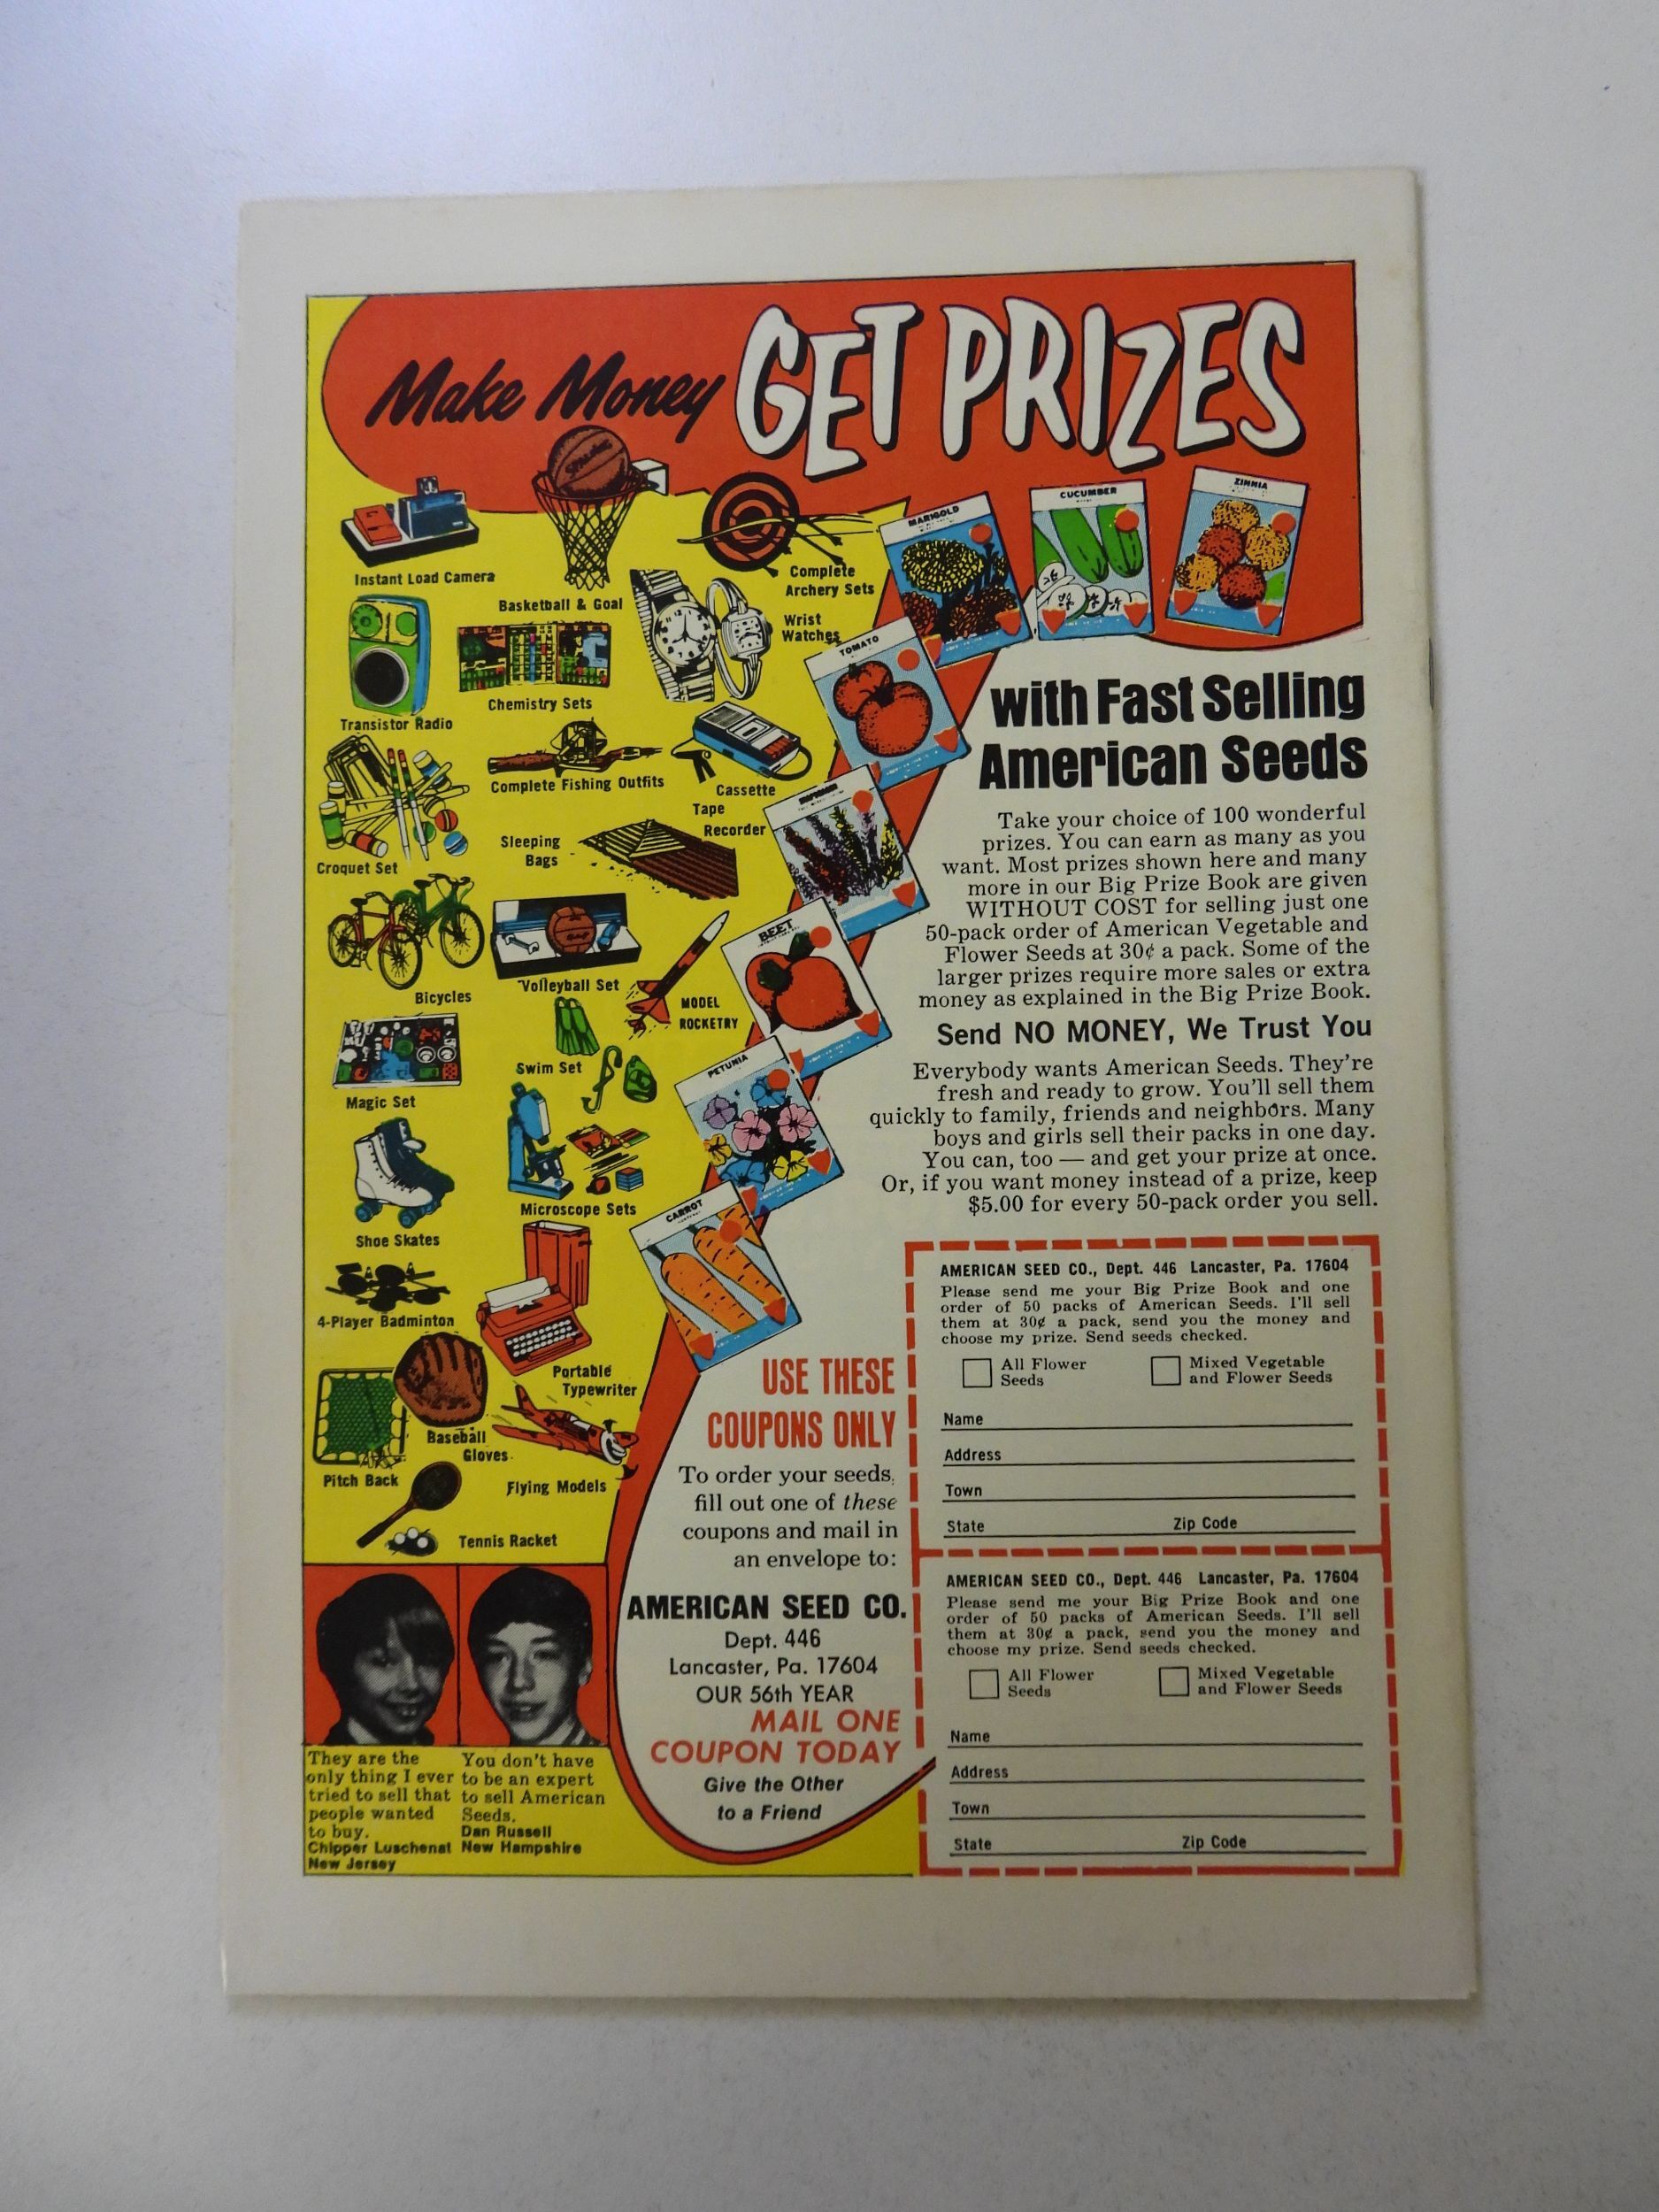 Make Money GET PRIZES
Spalding
Instant Load Camera
Basketball & Goal
Complete
Archery Sets
Wrist
Watches
Transistor Radio
Chemistry Sets
Complete Fishing Outfits
Cassette
Tape
Recorder
Croquet Set
Sleeping
Bags
Bicycles
Volleyball Set
MODEL
ROCKETRY
Magic Set
Swim Set
Shoe Skates
Microscope Sets
4-Player Badminton
Portable
Typewriter
Pitch Back
Baseball
Gloves
Flying Models
Tennis Racket
MARIGOLD
CUCUMBER
ZINNIA
TOMATO
BEET
PETUNIA
CARROT
with Fast Selling
American Seeds
Take your choice of 100 wonderful
prizes. You can earn as many as you
want. Most prizes shown here and many
more in our Big Prize Book are given
WITHOUT COST for selling just one
50-pack order of American Vegetable and
Flower Seeds at 30¢ a pack. Some of the
larger prizes require more sales or extra
money as explained in the Big Prize Book.
Send NO MONEY, We Trust You
Everybody wants American Seeds. They're
fresh and ready to grow. You'll sell them
quickly to family, friends and neighbors. Many
boys and girls sell their packs in one day.
You can, too — and get your prize at once.
Or, if you want money instead of a prize, keep
$5.00 for every 50-pack order you sell.
USE THESE
COUPONS ONLY
To order your seeds,
fill out one of these
coupons and mail in
an envelope to:
AMERICAN SEED CO.
Dept. 446
Lancaster, Pa. 17604
OUR 56th YEAR
MAIL ONE
COUPON TODAY
Give the Other
to a Friend
AMERICAN SEED CO., Dept. 446 Lancaster, Pa. 17604
Please send me your Big Prize Book and one
order of 50 packs of American Seeds. I'll sell
them at 30¢ a pack, send you the money and
choose my prize. Send seeds checked.
All Flower
Seeds
Mixed Vegetable
and Flower Seeds
Name
Address
Town
State Zip Code
AMERICAN SEED CO., Dept. 446 Lancaster, Pa. 17604
Please send me your Big Prize Book and one
order of 50 packs of American Seeds. I'll sell
them at 30¢ a pack, send you the money and
choose my prize. Send seeds checked.
All Flower
Seeds
Mixed Vegetable
and Flower Seeds
Name
Address
Town
State Zip Code
They are the
only thing I ever
tried to sell that
people wanted
to buy.
Chipper Luschenat
New Jersey
You don't have
to be an expert
to sell American
Seeds.
Dan Russell
New Hampshire